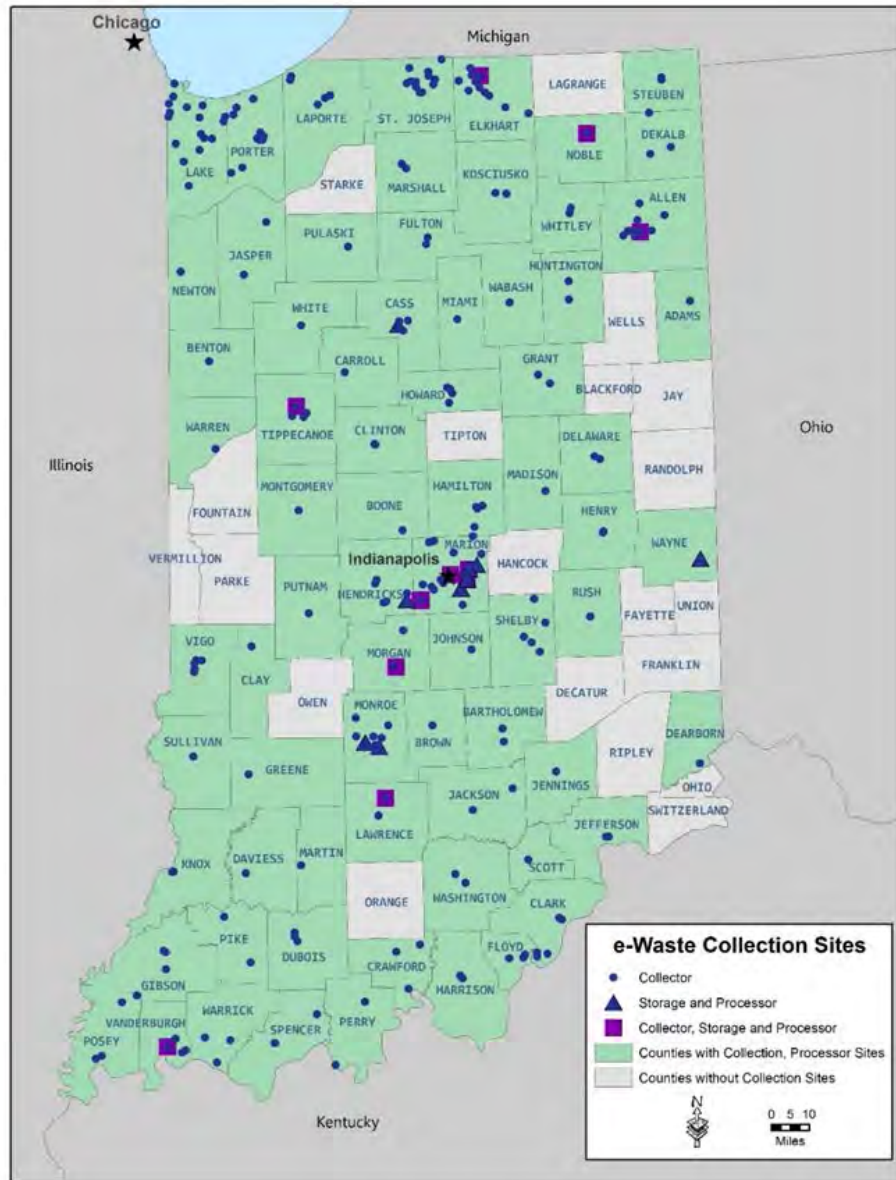 Chicago
Michigan
LAGRANGE
STEUBEN
LAPORTE
ST. JOSEPH
ELKHART
NOBLE
DEKALB
PORTER
LAKE
STARKE
MARSHALL
KOSCIUSKO
ALLEN
WHITLEY
FULTON
PULASKI
JASPER
NEWTON
HUNTINGTON
WABASH
MIAMI
CASS
WHITE
WELLS
ADAMS
BENTON
CARROLL
GRANT
BLACKFORD
JAY
HOWARD
WARREN
TIPPECANOE
CLINTON
TIPTON
DELAWARE
Ohio
Illinois
RANDOLPH
MADISON
HAMILTON
MONTGOMERY
FOUNTAIN
BOONE
HENRY
WAYNE
MARION
Indianapolis
HANCOCK
VERMILLION
PARKE
PUTNAM
HENDRICKS
RUSH
FAYETTE
UNION
SHELBY
JOHNSON
MORGAN
VIGO
CLAY
OWEN
FRANKLIN
DECATUR
MONROE
BROWN
BARTHOLOMEW
DEARBORN
RIPLEY
SULLIVAN
GREENE
JENNINGS
OHIO
SWITZERLAND
JACKSON
LAWRENCE
JEFFERSON
KNOX
DAVIESS
MARTIN
SCOTT
ORANGE
WASHINGTON
CLARK
PIKE
DUBOIS
FLOYD
CRAWFORD
HARRISON
GIBSON
VANDERBURGH
WARRICK
SPENCER
PERRY
POSEY
Kentucky
e-Waste Collection Sites
Collector
Storage and Processor
Collector, Storage and Processor
Counties with Collection, Processor Sites
Counties without Collection Sites
N
0 5 10
Miles